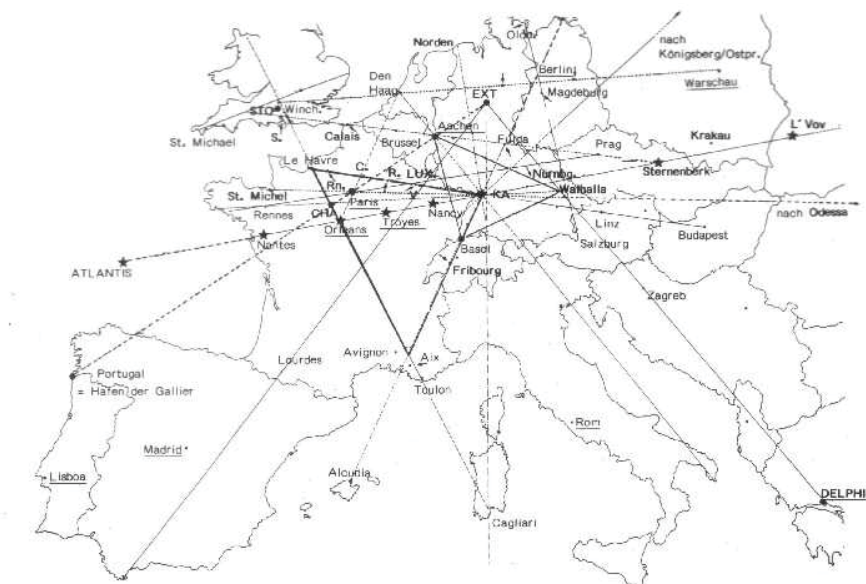 Norden
Oldb.
nach
Königsberg/Ostpr.
Den
Haag
Berlin
Magdeburg
Warschau
EXT
STO
Winch.
St. Michael
S.
Calais
Brussel
Aachen
Fulda
Prag
Krakau
L'Vov
Sternenberk
Le Havre
C.
R.
LUX.
Nürnbg.
St. Michel
Rn.
Paris
KA
Walhalla
nach Odessa
Rennes
CHA
Orleans
Troyes
Nancy
Nantes
Linz
Salzburg
Budapest
Basel
ATLANTIS
Fribourg
Zagreb
Lourdes
Avignon
Aix
Toulon
Portugal
= Häfen der Gallier
Madrid
Rom
Lisboa
Alcudia
Cagliari
DELPHI